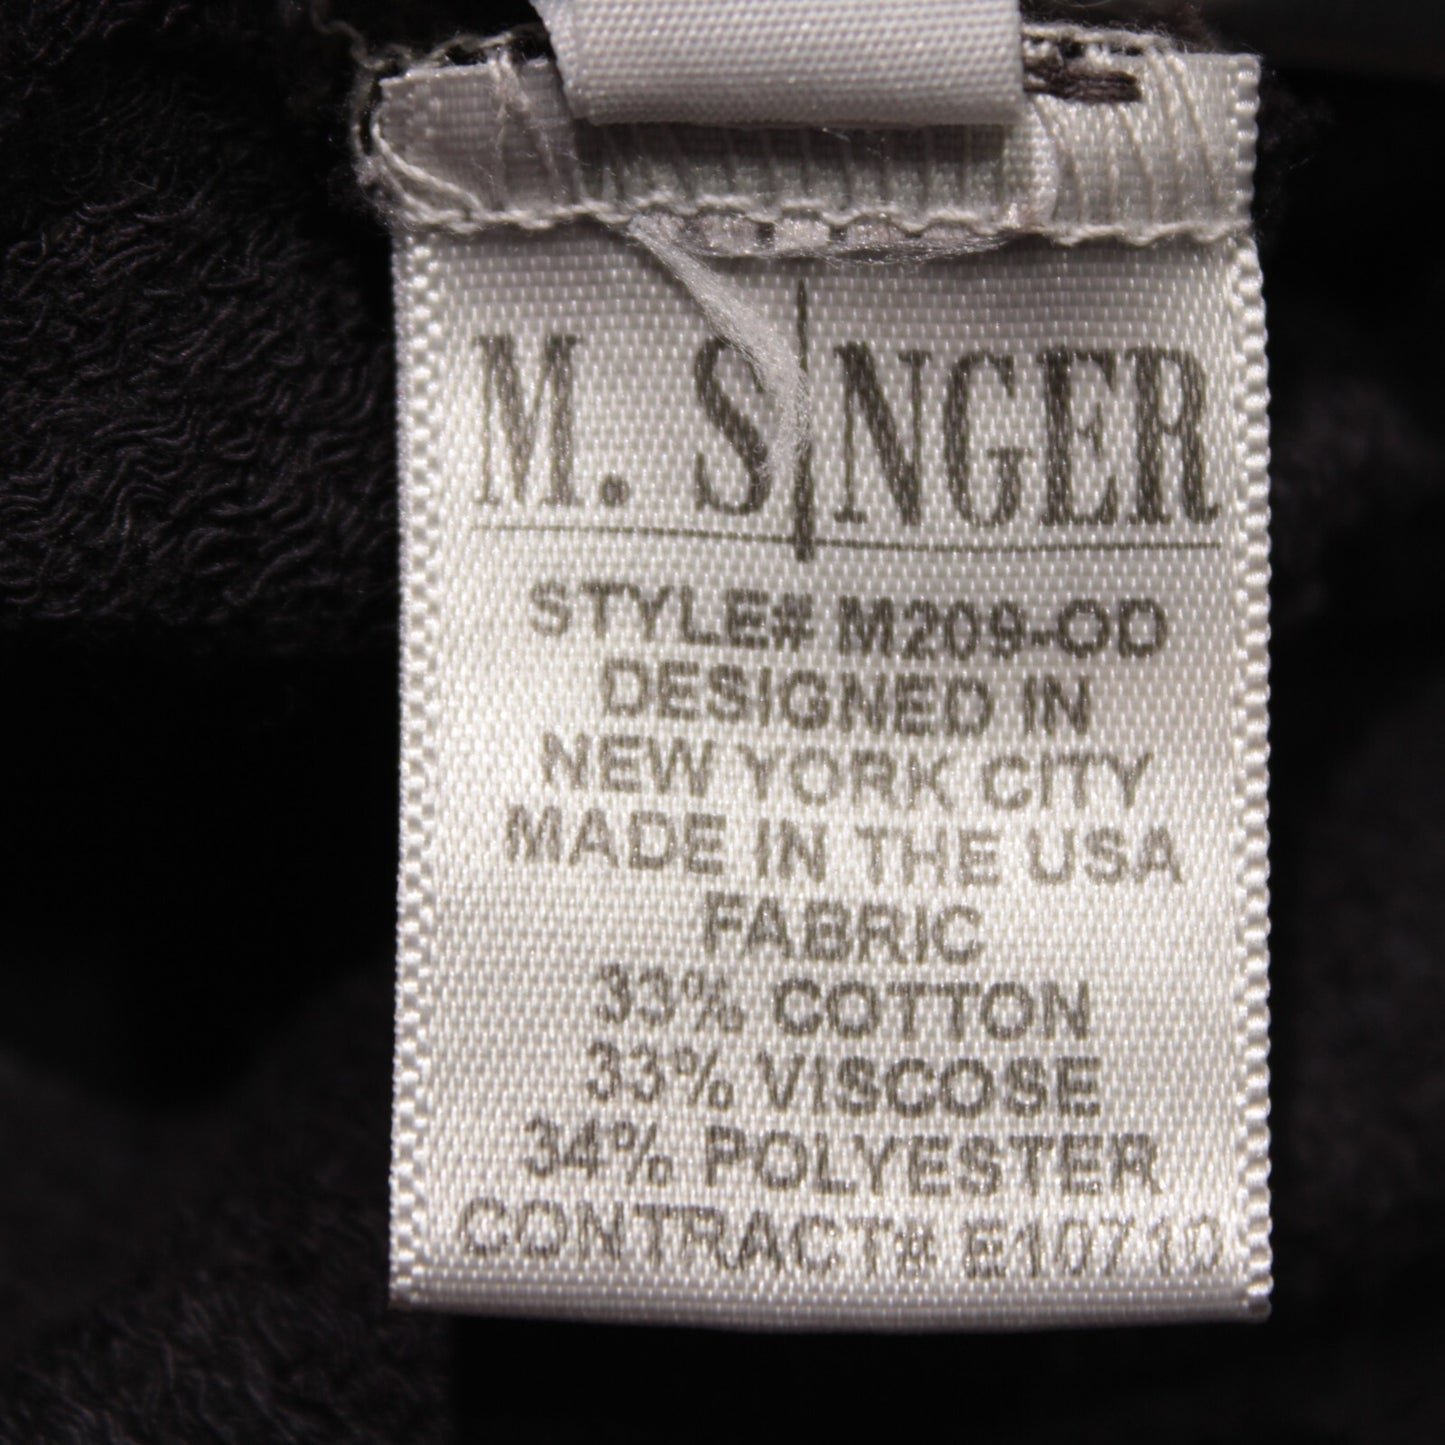 M. SINGER
STYLE# M209-OD
DESIGNED IN
NEW YORK CITY
MADE IN THE USA
FABRIC
33% COTTON
33% VISCOSE
34% POLYESTER
CONTRACT# E10710